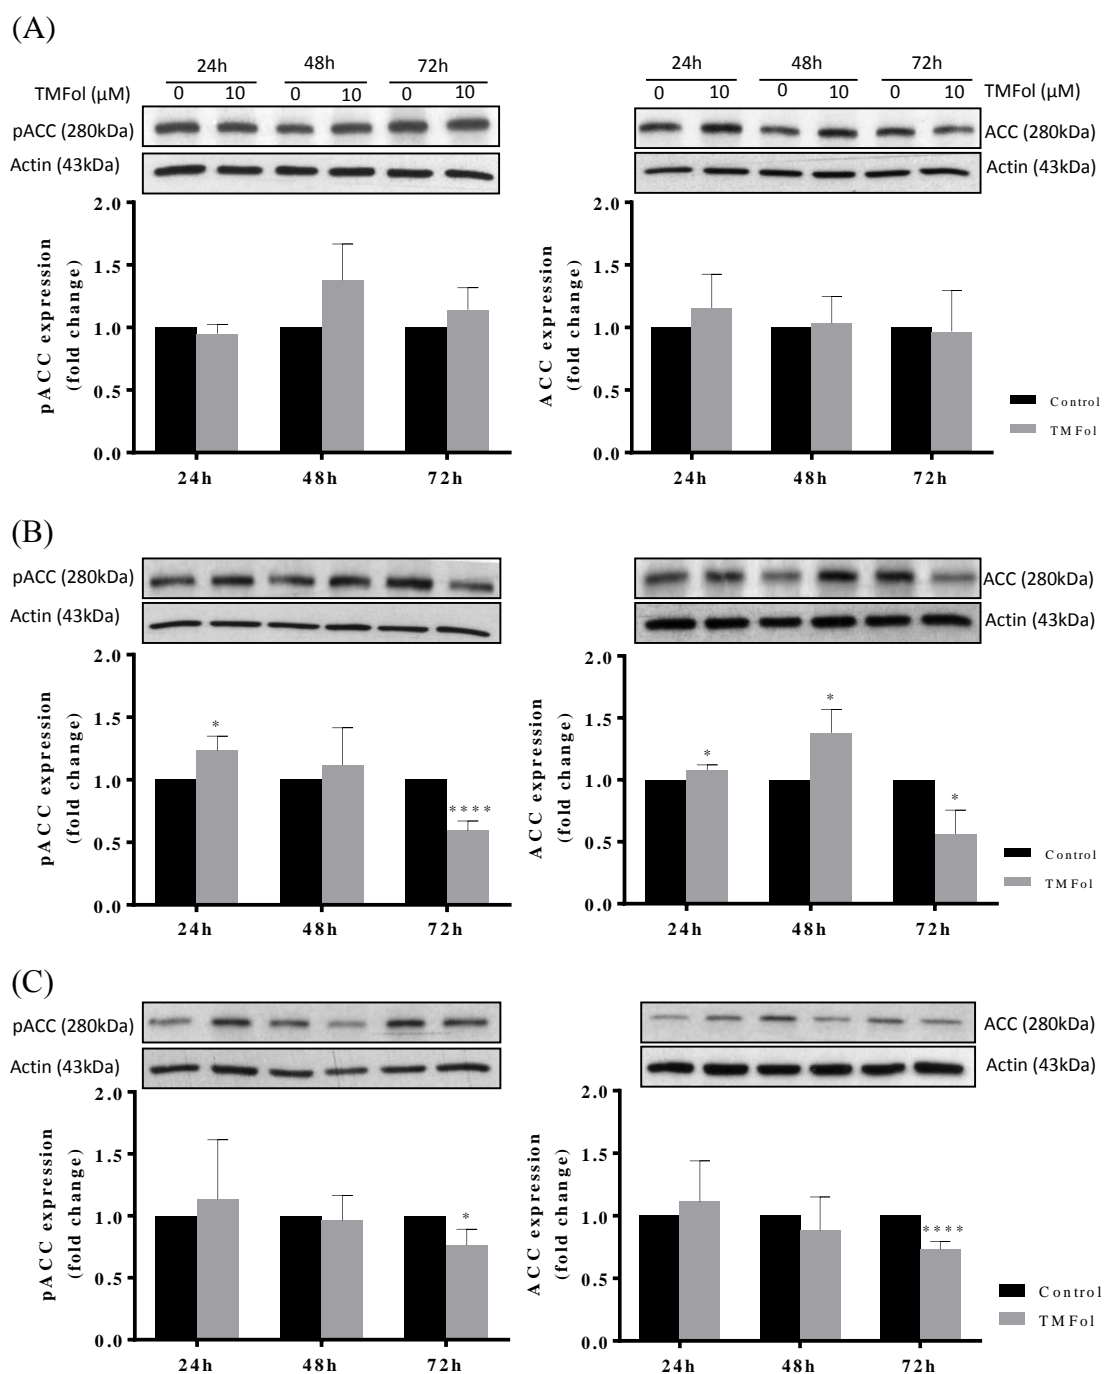 (A)
24h 48h 72h
TMFol (μM) 0 10 0 10 0 10
pACC (280kDa)
Actin (43kDa)
24h 48h 72h
0 10 0 10 0 10 TMFol (μM)
ACC (280kDa)
Actin (43kDa)
pACC expression
(fold change)
2.0
1.5
1.0
0.5
0.0
24h 48h 72h
ACC expression
(fold change)
2.0
1.5
1.0
0.5
0.0
24h 48h 72h
Control
TMFol
(B)
pACC (280kDa)
Actin (43kDa)
ACC (280kDa)
Actin (43kDa)
pACC expression
(fold change)
2.0
1.5
1.0
0.5
0.0
*
****
24h 48h 72h
ACC expression
(fold change)
2.0
1.5
1.0
0.5
0.0
*
*
*
24h 48h 72h
Control
TMFol
(C)
pACC (280kDa)
Actin (43kDa)
ACC (280kDa)
Actin (43kDa)
pACC expression
(fold change)
2.0
1.5
1.0
0.5
0.0
*
24h 48h 72h
ACC expression
(fold change)
2.0
1.5
1.0
0.5
0.0
****
24h 48h 72h
Control
TMFol